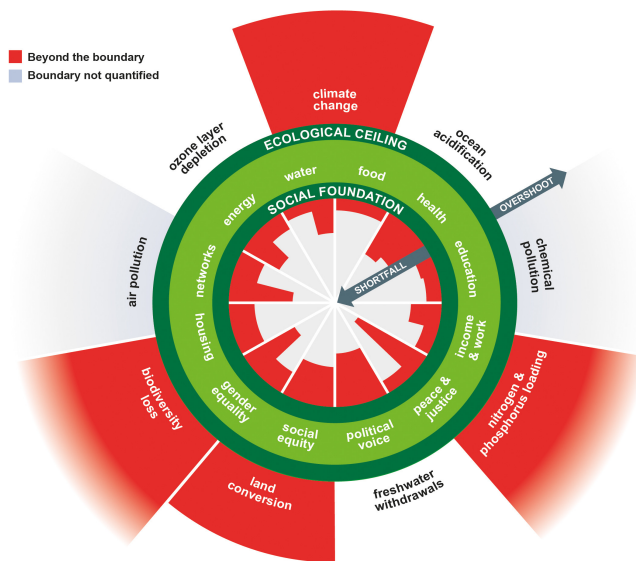 Beyond the boundary
Boundary not quantified
climate
change
ozone layer
depletion
ocean
acidification
ECOLOGICAL CEILING
OVERSHOOT
water
food
energy
health
SOCIAL FOUNDATION
networks
education
SHORTFALL
air pollution
chemical
pollution
housing
income
& work
gender
equality
peace &
justice
social
equity
political
voice
biodiversity
loss
nitrogen &
phosphorus loading
land
conversion
freshwater
withdrawals